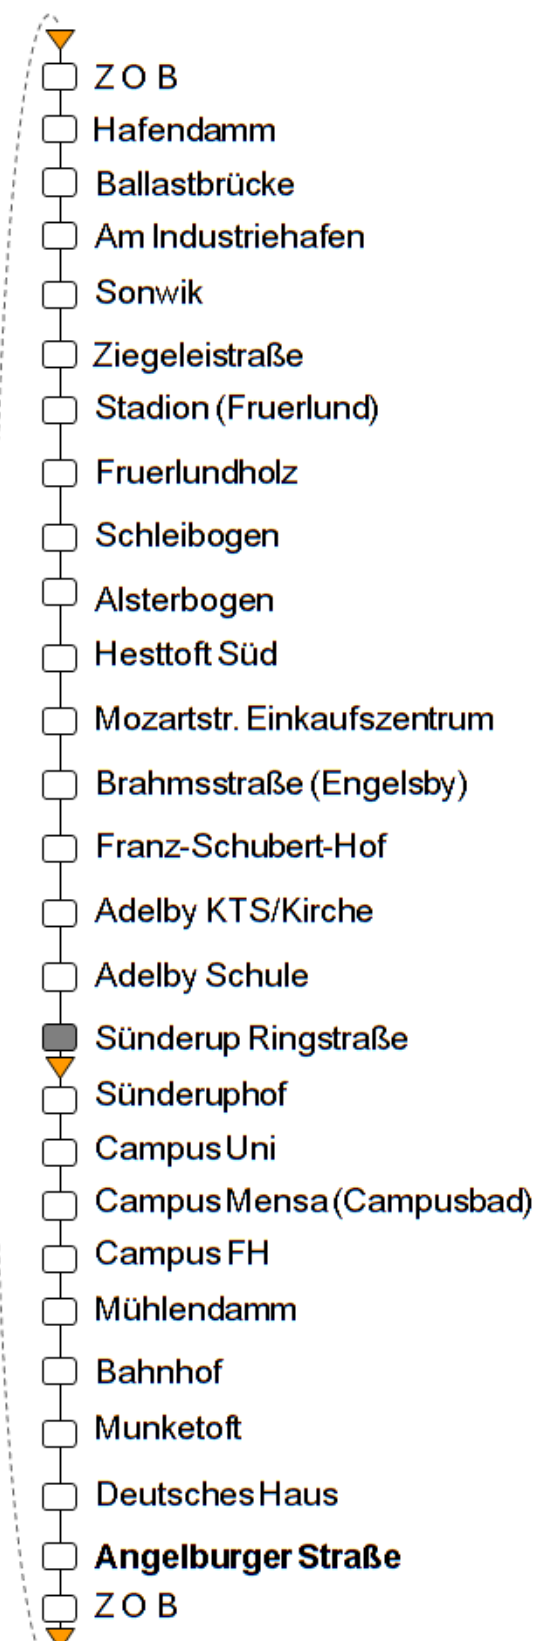 Z O B
Hafendamm
Ballastbrücke
Am Industriehafen
Sonwik
Ziegeleistraße
Stadion (Fruerlund)
Fruerlundholz
Schleibogen
Alsterbogen
Hesttoft Süd
Mozartstr. Einkaufszentrum
Brahmsstraße (Engelsby)
Franz-Schubert-Hof
Adelby KTS/Kirche
Adelby Schule
Sünderup Ringstraße
Sünderuphof
Campus Uni
Campus Mensa (Campusbad)
Campus FH
Mühlendamm
Bahnhof
Munketoft
Deutsches Haus
Angelburger Straße
Z O B